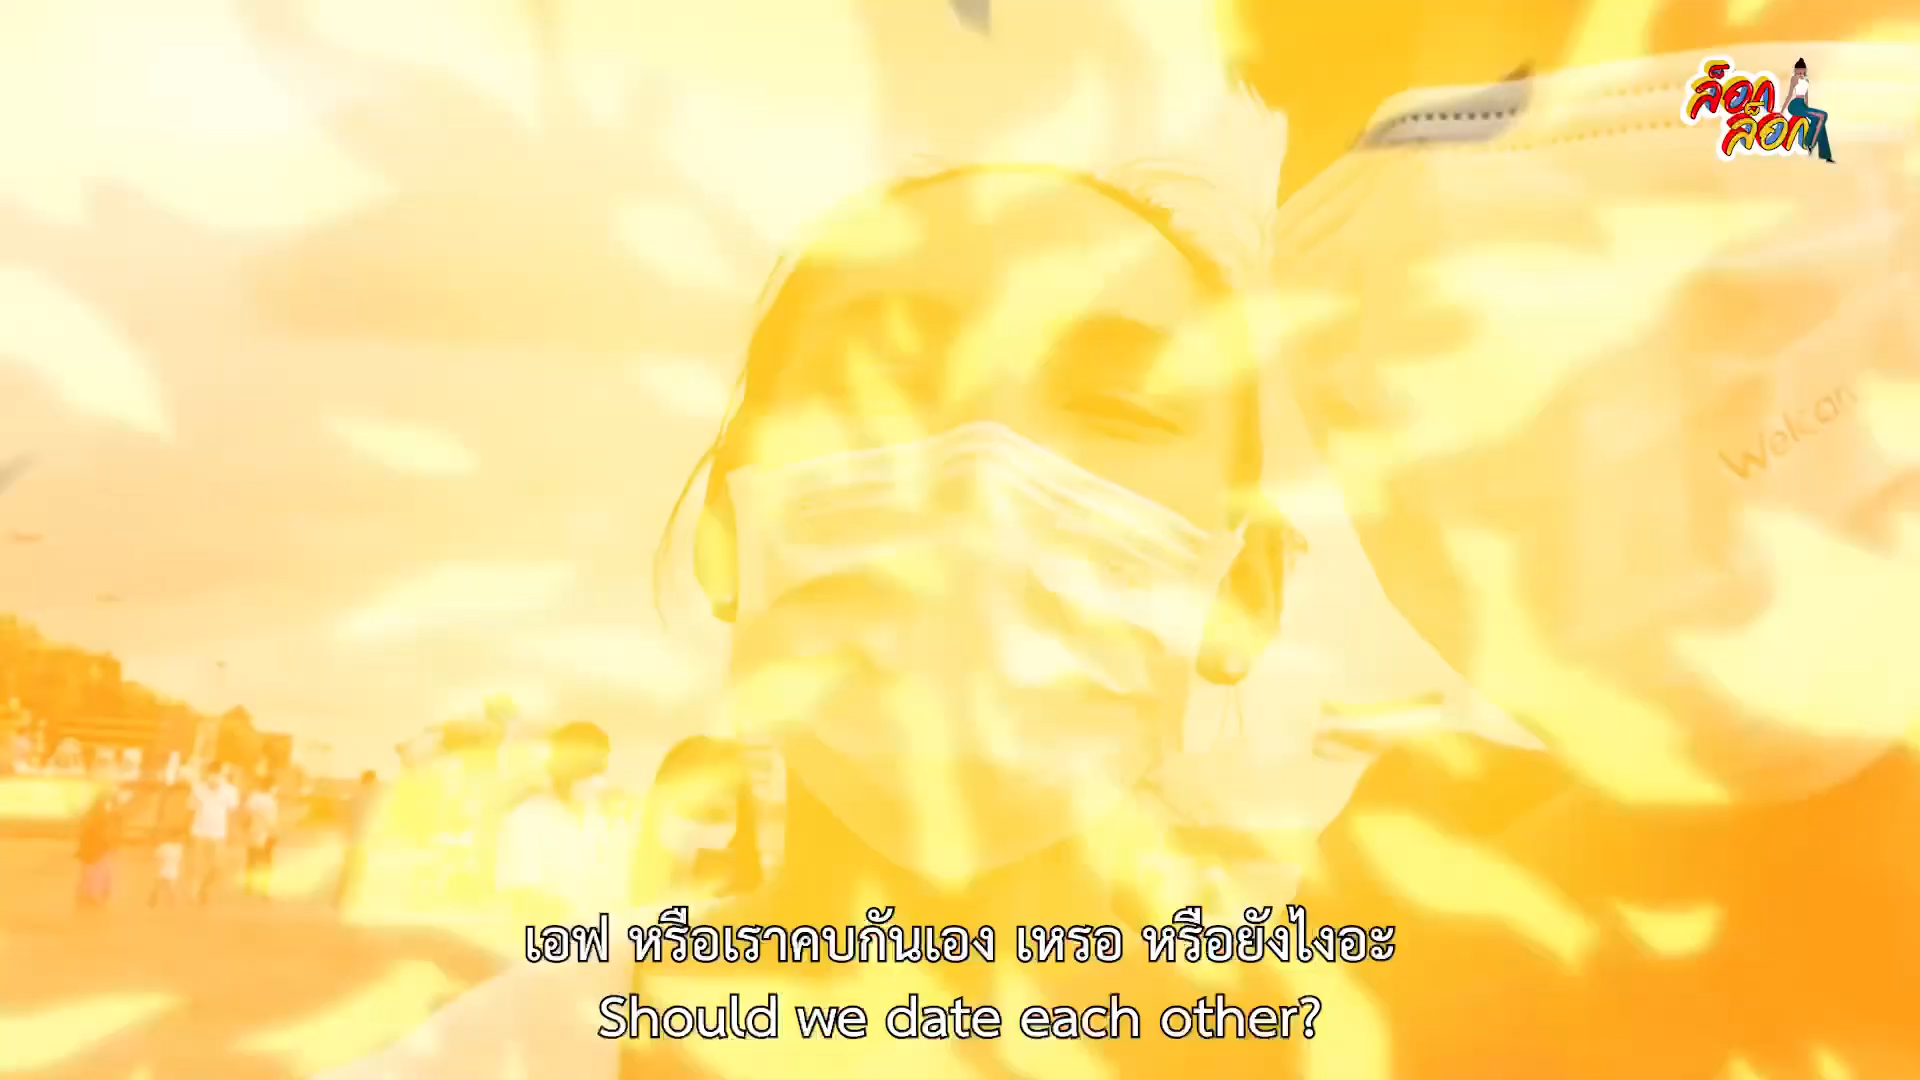 ล็อก
ล็อก
Welcom
เอฟ หรือเราคบกันเอง เหรอ หรือยังไงอะ
Should we date each other?